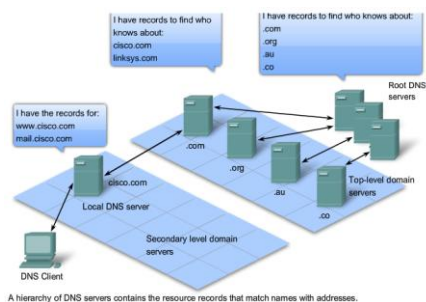 I have records to find who
knows about:
cisco.com
linksys.com
I have records to find who knows about:
.com
.org
.au
.co
Root DNS
servers
I have the records for:
www.cisco.com
mail.cisco.com
.com
.org
.au
.co
Top-level domain
servers
cisco.com
Local DNS server
Secondary level domain
servers
DNS Client
A hierarchy of DNS servers contains the resource records that match names with addresses.